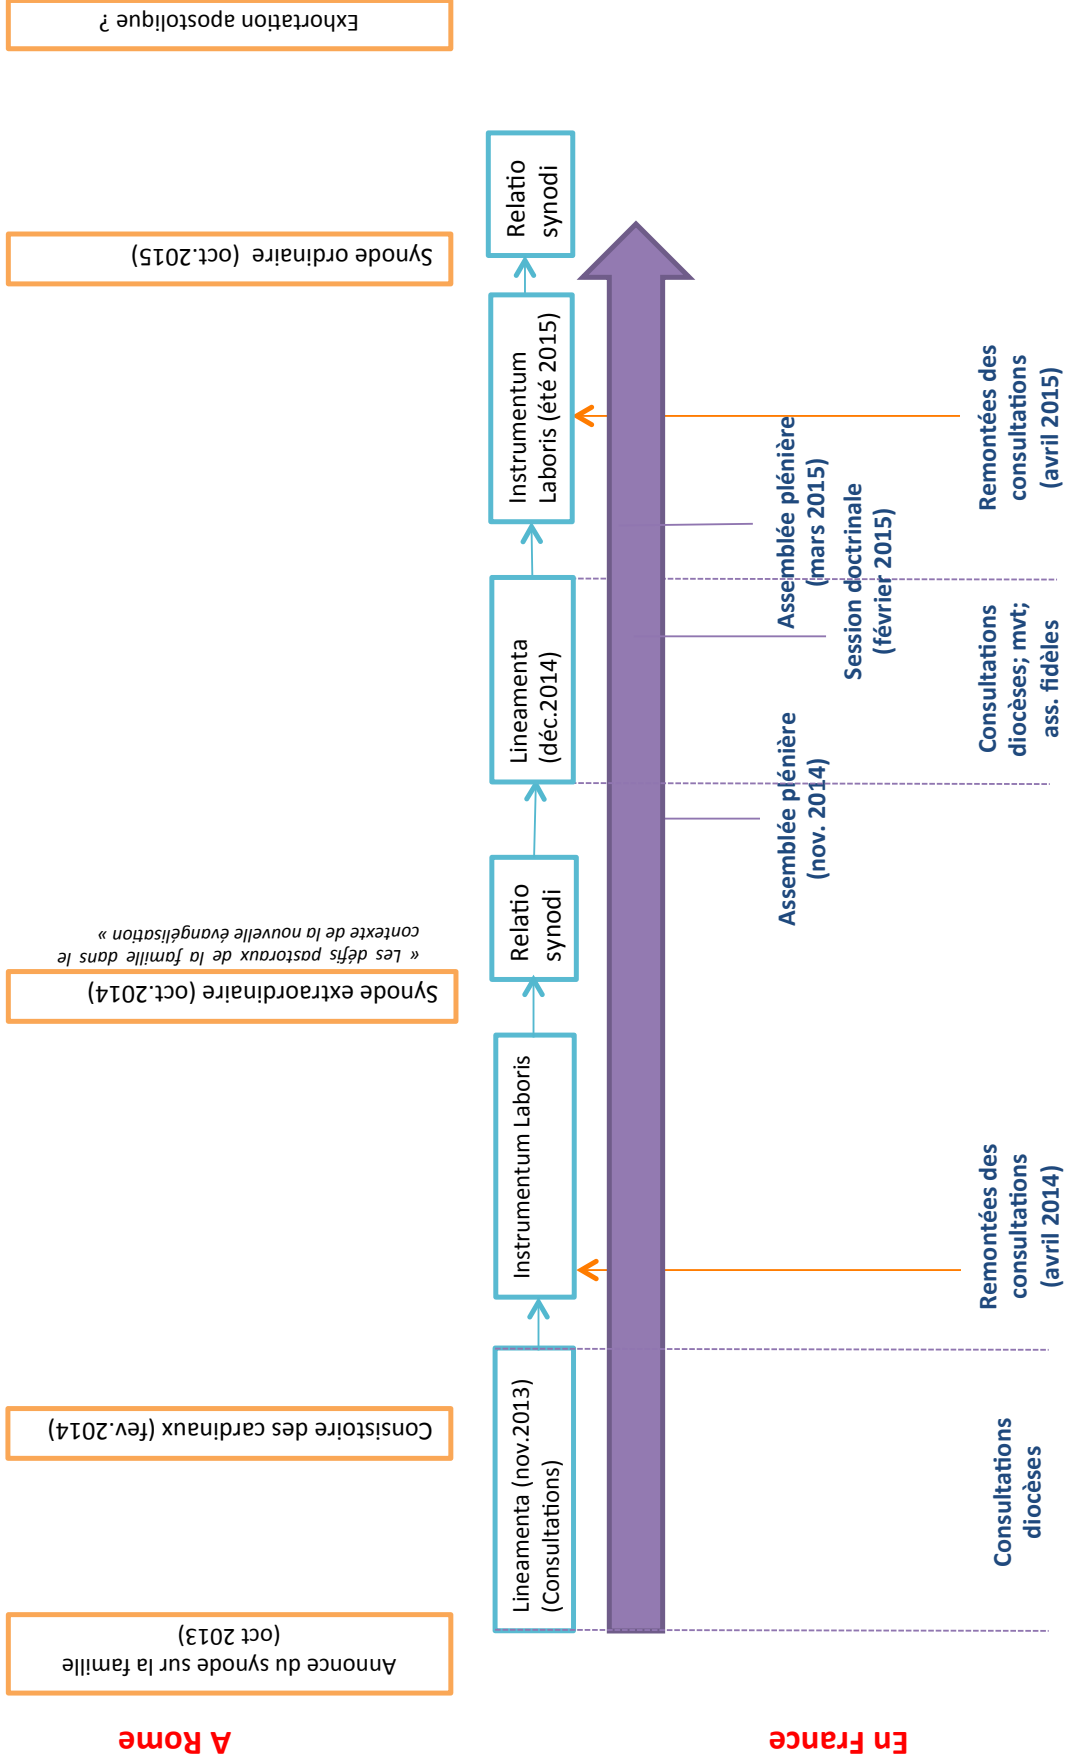 A Rome
Annonce du synode sur la famille
(oct 2013)
Consistoire des cardinaux (fev.2014)
Synode extraordinaire (oct.2014)
« Les défis pastoraux de la famille dans le
contexte de la nouvelle évangélisation »
Synode ordinaire (oct.2015)
Exhortation apostolique ?
Lineamenta (nov.2013)
(Consultations)
Instrumentum Laboris
Relatio
synodi
Lineamenta
(déc.2014)
Instrumentum
Laboris (été 2015)
Relatio
synodi
En France
Assemblée plénière
(nov. 2014)
Session doctrinale
(février 2015)
Assemblée plénière
(mars 2015)
Consultations
diocèses
Remontées des
consultations
(avril 2014)
Consultations
diocèses; mvt;
ass. fidèles
Remontées des
consultations
(avril 2015)